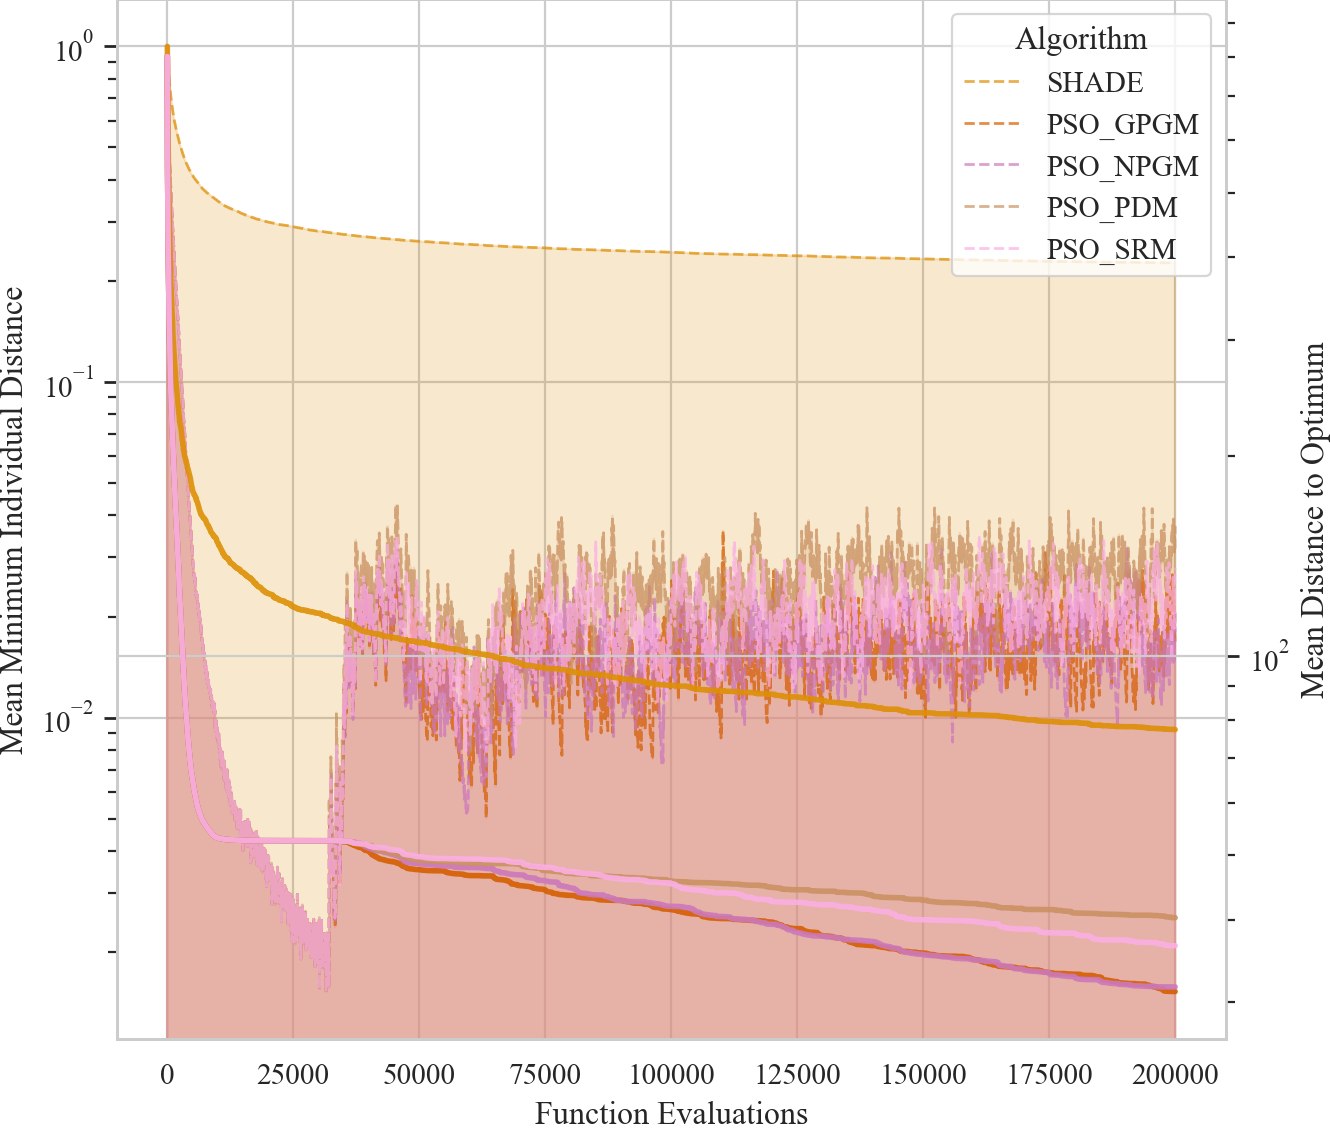 Algorithm
SHADE
PSO_GPGM
PSO_NPGM
PSO_PDM
PSO_SRM
10^0
10^−1
10^−2
Mean Minimum Individual Distance
10^2
Mean Distance to Optimum
0 25000 50000 75000 100000 125000 150000 175000 200000
Function Evaluations